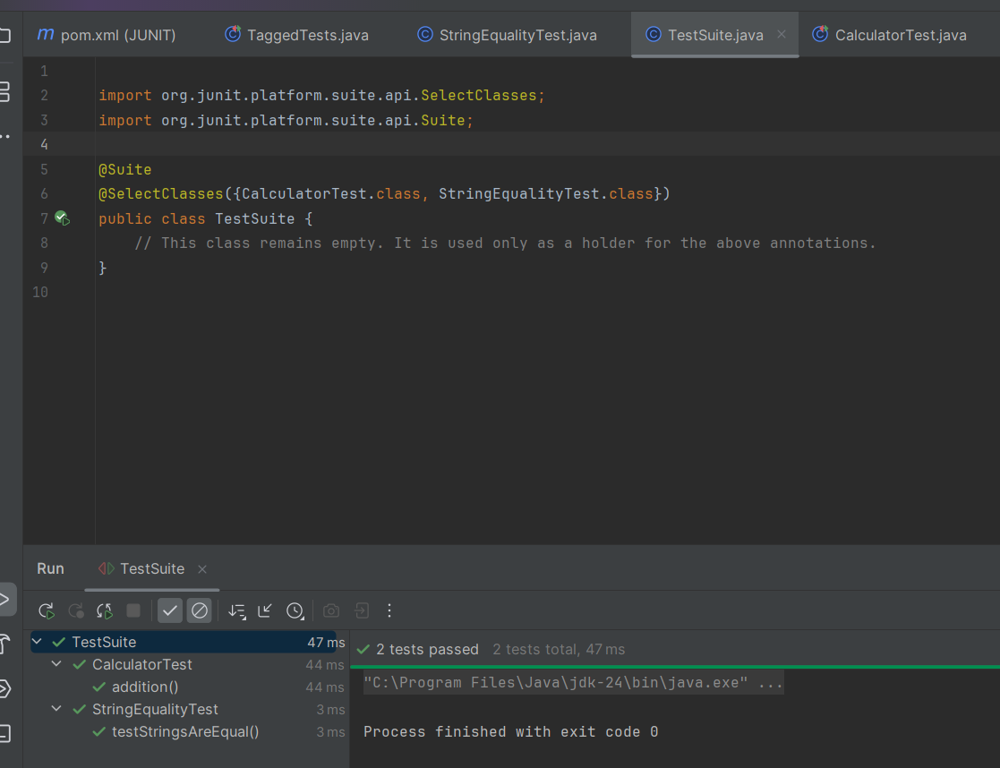 m pom.xml (JUNIT) C TaggedTests.java C StringEqualityTest.java C TestSuite.java C CalculatorTest.java
1
2 import org.junit.platform.suite.api.SelectClasses;
3 import org.junit.platform.suite.api.Suite;
4
5 @Suite
6 @SelectClasses({CalculatorTest.class, StringEqualityTest.class})
7 public class TestSuite {
8 // This class remains empty. It is used only as a holder for the above annotations.
9 }
10
Run TestSuite
TestSuite 47 ms
CalculatorTest 44 ms
addition() 44 ms
StringEqualityTest 3 ms
testStringsAreEqual() 3 ms
2 tests passed 2 tests total, 47 ms
"C:\Program Files\Java\jdk-24\bin\java.exe" ...
Process finished with exit code 0